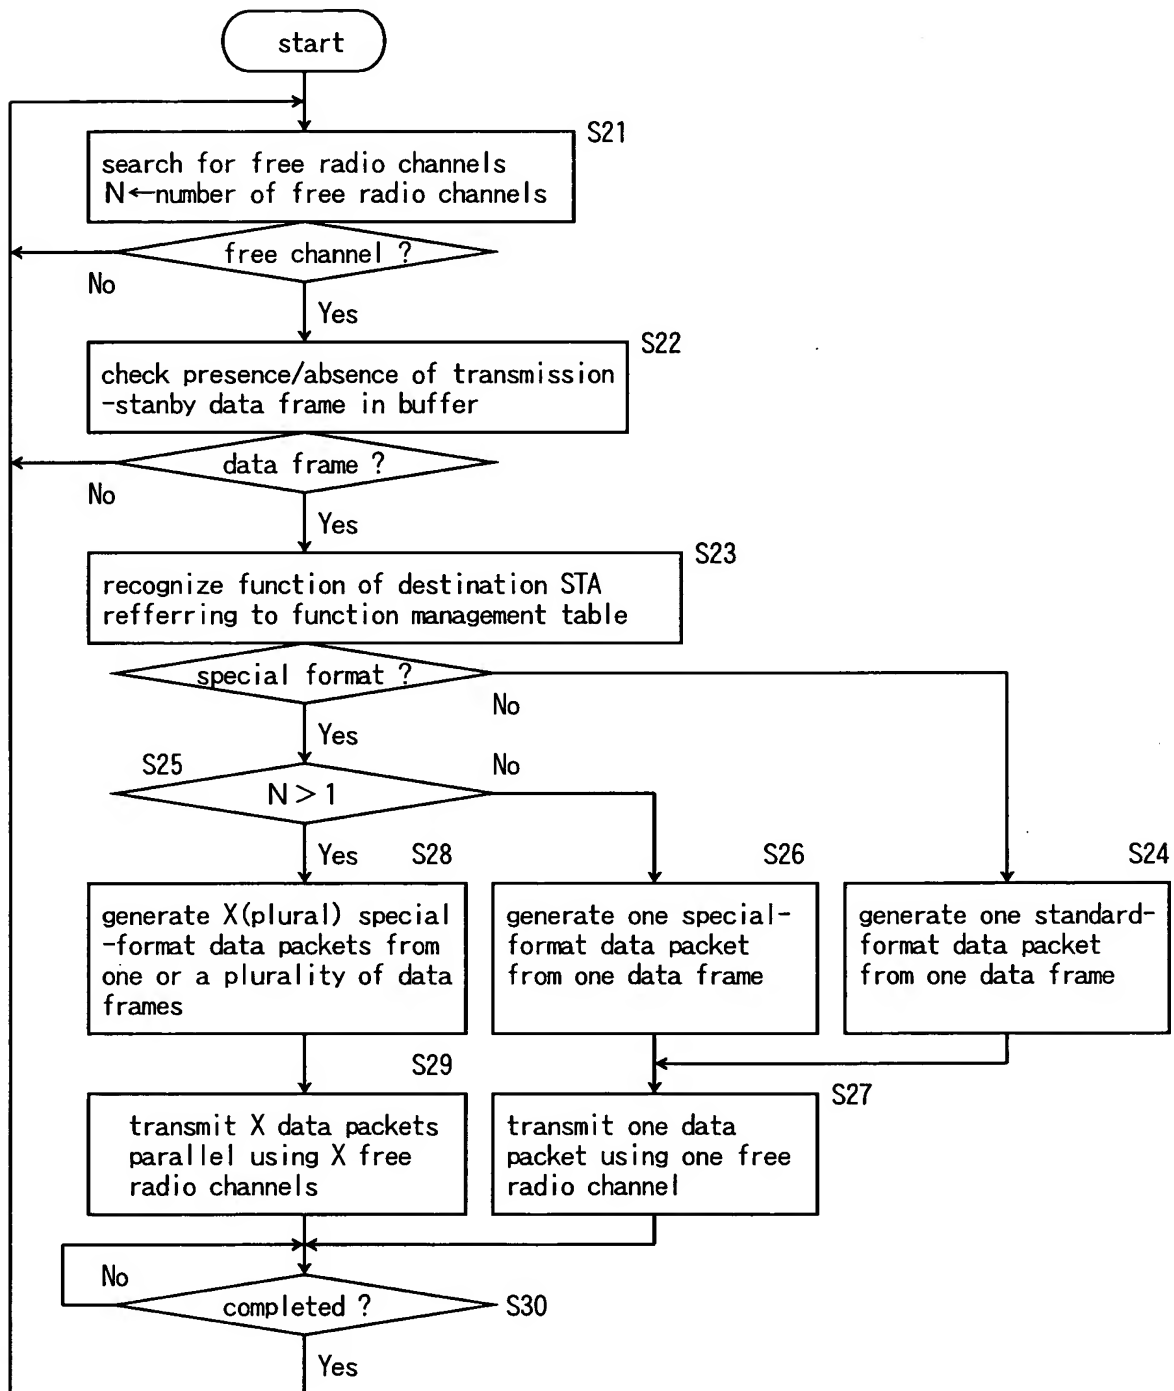 start
S21
search for free radio channels
N←number of free radio channels
free channel ?
No
Yes
S22
check presence/absence of transmission
-stanby data frame in buffer
data frame ?
No
Yes
S23
recognize function of destination STA
refferring to function management table
special format ?
No
Yes
S25
No
N > 1
Yes
S28
S26
S24
generate X(plural) special
-format data packets from
one or a plurality of data
frames
generate one special-
format data packet
from one data frame
generate one standard-
format data packet
from one data frame
S29
S27
transmit X data packets
parallel using X free
radio channels
transmit one data
packet using one free
radio channel
No
completed ?
S30
Yes